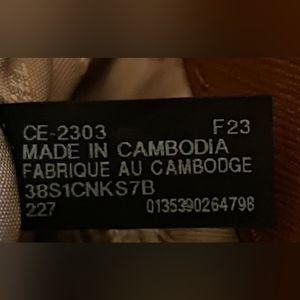 CE-2303 F23
MADE IN CAMBODIA
FABRIQUE AU CAMBODGE
38S1CNKS7B
227 0135390264798